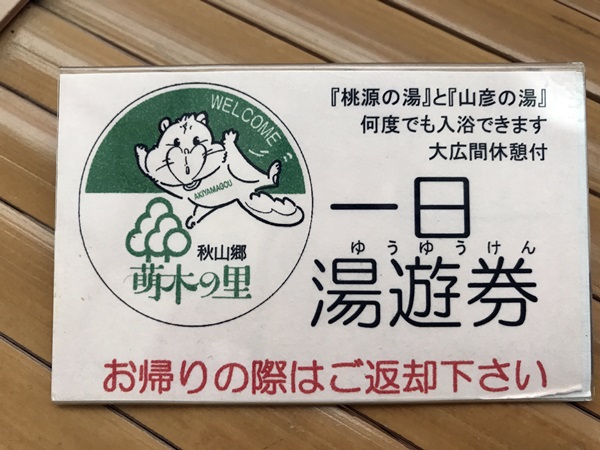 WELCOME
AKIYAMAGOU
秋山郷
萌木の里
『桃源の湯』と『山彦の湯』
何度でも入浴できます
大広間休憩付
一日
ゆうゆうけん
湯遊券
お帰りの際はご返却下さい